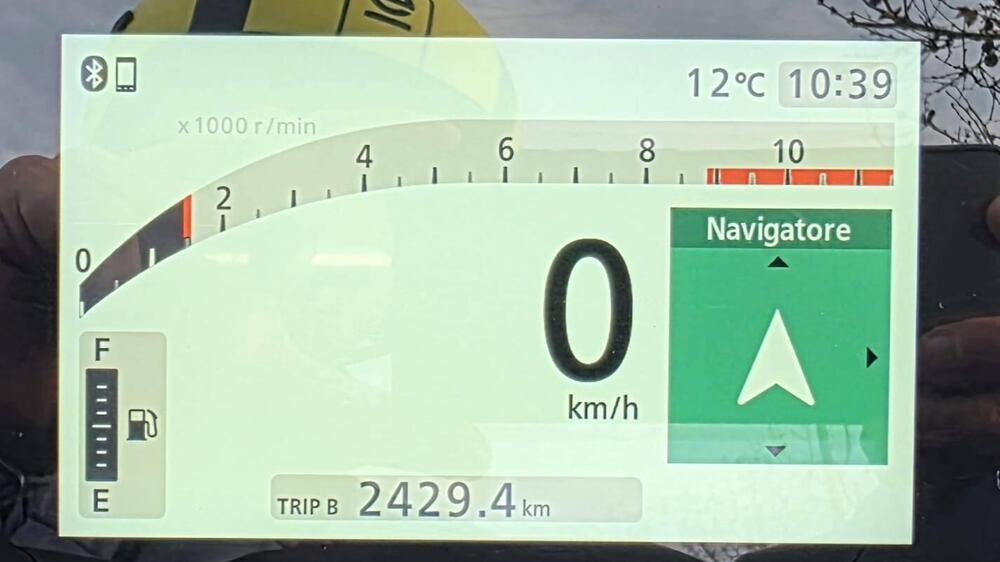 12°C 10:39
x1000 r/min
0 2 4 6 8 10
Navigatore
0
km/h
F
E
TRIP B 2429.4 km